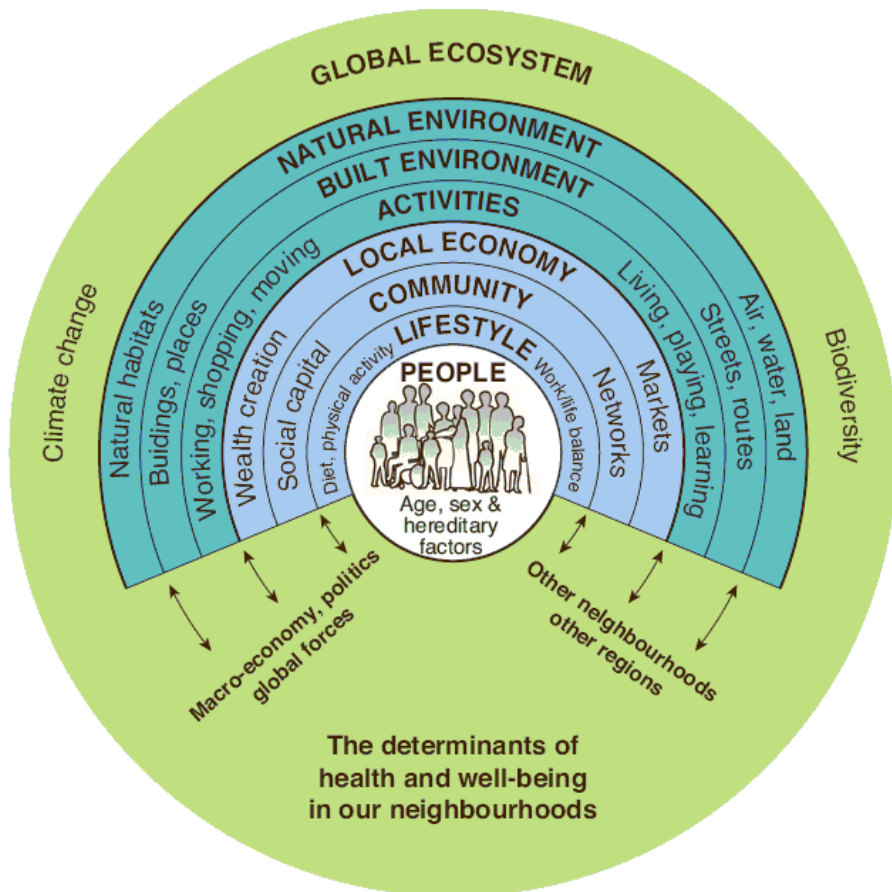 GLOBAL ECOSYSTEM
NATURAL ENVIRONMENT
BUILT ENVIRONMENT
ACTIVITIES
LOCAL ECONOMY
COMMUNITY
LIFESTYLE
PEOPLE
Age, sex &
hereditary
factors
Climate change
Natural habitats
Buidings, places
Working, shopping, moving
Wealth creation
Social capital
Diet, physical activity
Work/life balance
Networks
Markets
Living, playing, learning
Streets, routes
Air, water, land
Biodiversity
Macro-economy, politics
global forces
Other neighbourhoods
other regions
The determinants of
health and well-being
in our neighbourhoods